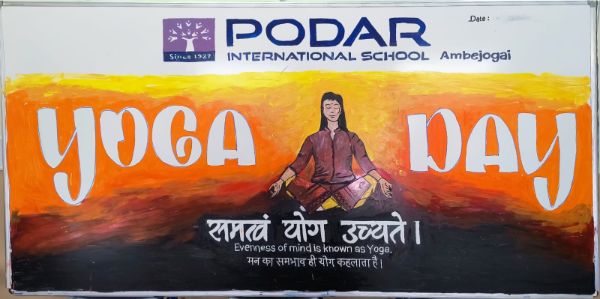 PODAR
Since 1927
INTERNATIONAL SCHOOL Ambejogai
Date :
YOGA DAY
समत्वं योग उच्यते।
Evenness of mind is known as Yoga.
मन का समभाव ही योग कहलाता है।